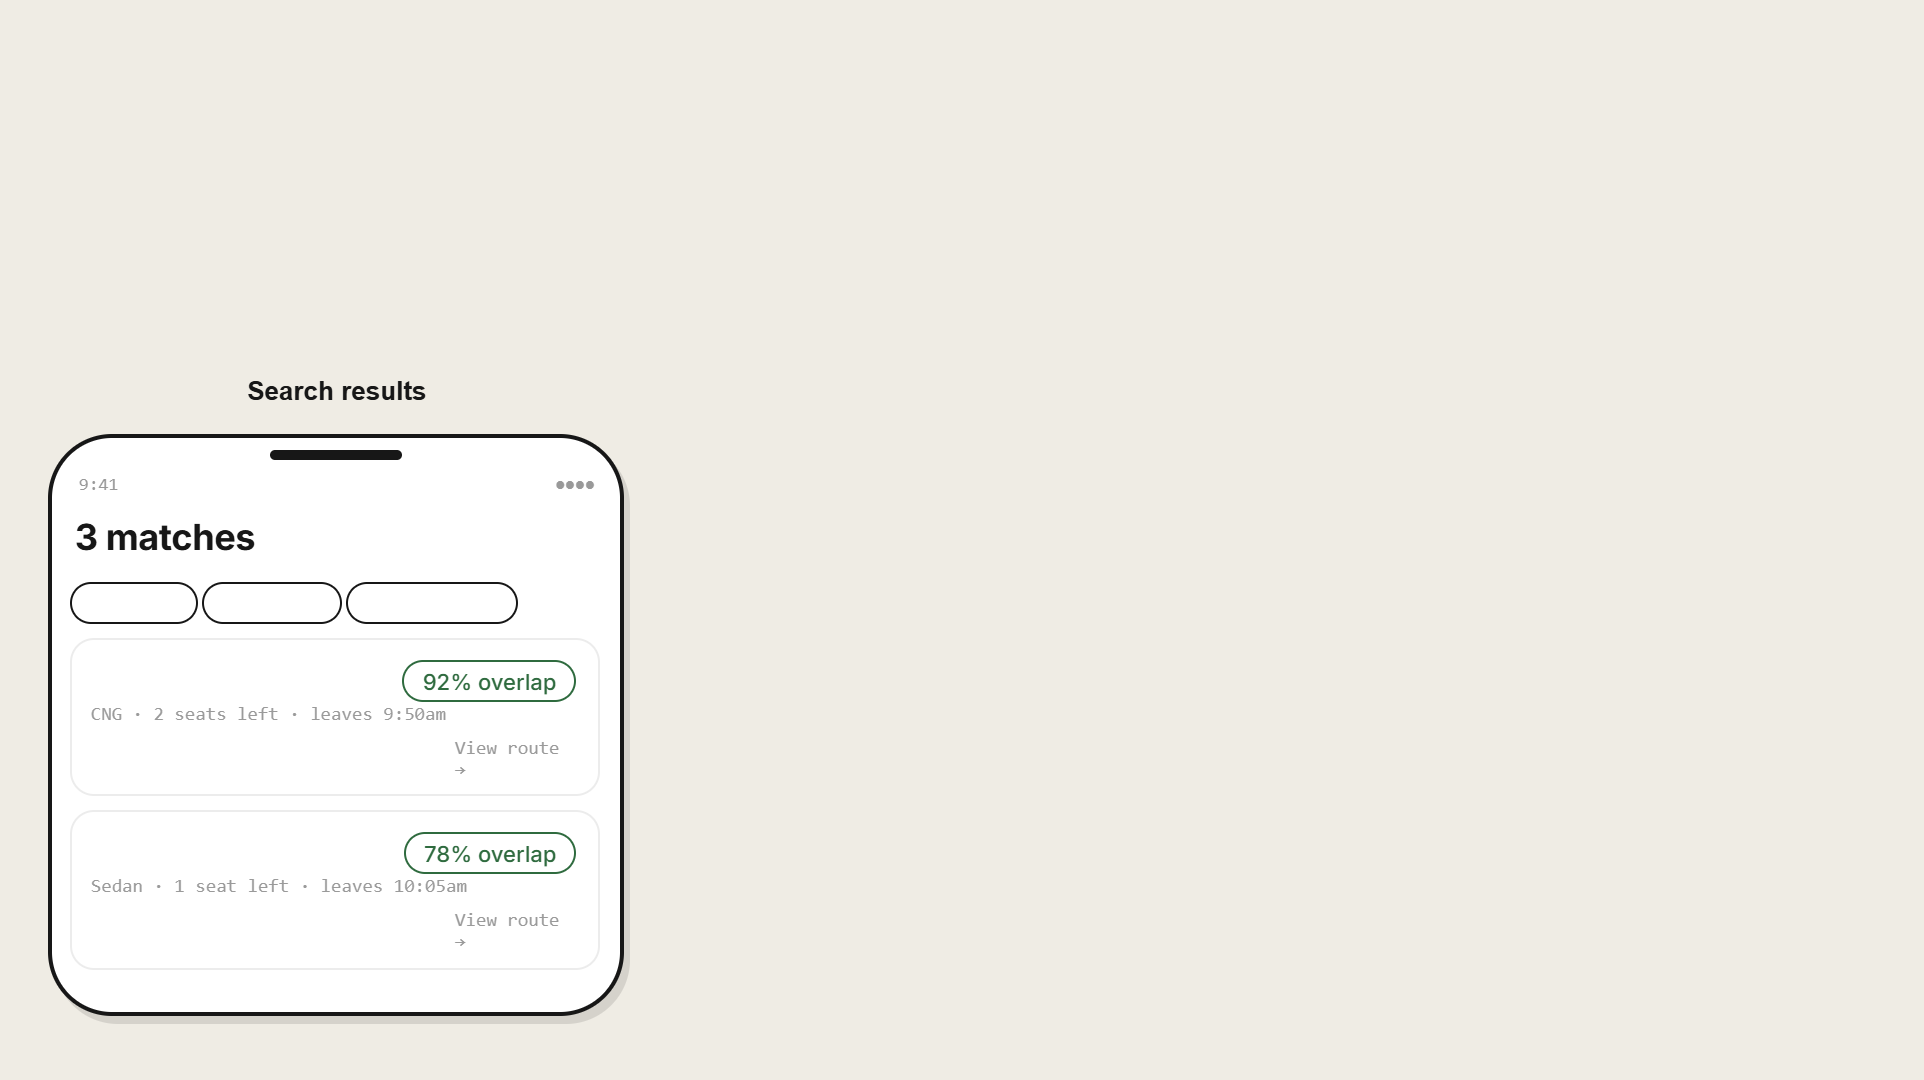 Search results
9:41
3 matches
92% overlap
CNG · 2 seats left · leaves 9:50am
View route
→
78% overlap
Sedan · 1 seat left · leaves 10:05am
View route
→